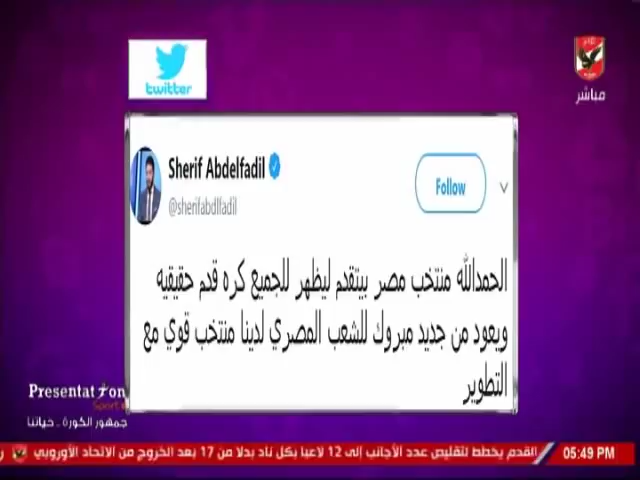 twitter
مباشر
Sherif Abdelfadil
@sherifabdlfadil
Follow
الحمدالله منتخب مصر بيتقدم ليظهر للجميع كره قدم حقيقيه
ويعود من جديد مبروك للشعب المصري لدينا منتخب قوي مع
التطوير
Presentation
Sports
جمهور الكورة .. حياتنا
القدم يخطط لتقليص عدد الأجانب إلى 12 لاعبا بكل ناد بدلا من 17 بعد الخروج من الاتحاد الأوروبي
05:49 PM